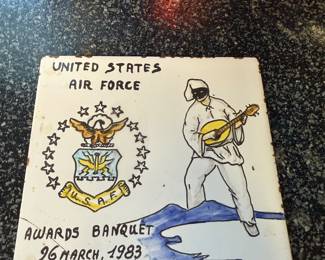 UNITED STATES
AIR FORCE
U.S.A.F.
AWARDS BANQUET
26 MARCH, 1983